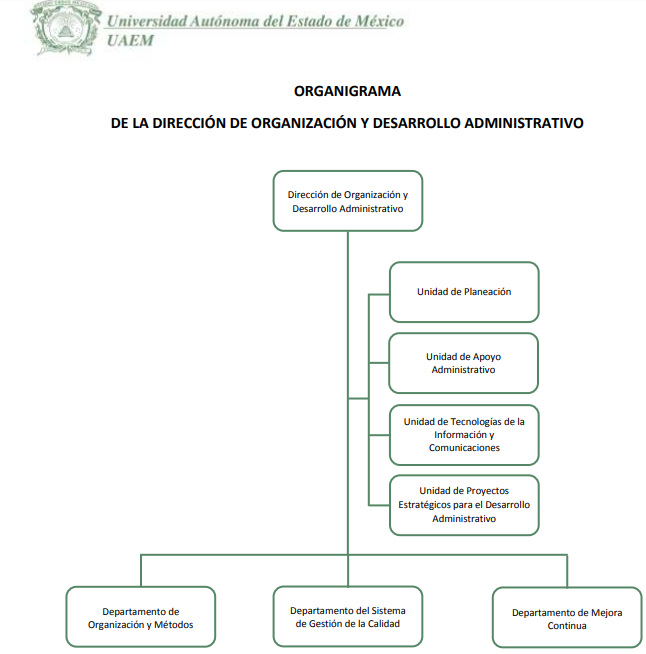 Universidad Autónoma del Estado de México
UAEM
ORGANIGRAMA
DE LA DIRECCIÓN DE ORGANIZACIÓN Y DESARROLLO ADMINISTRATIVO
Dirección de Organización y
Desarrollo Administrativo
Unidad de Planeación
Unidad de Apoyo
Administrativo
Unidad de Tecnologías de la
Información y
Comunicaciones
Unidad de Proyectos
Estratégicos para el Desarrollo
Administrativo
Departamento de
Organización y Métodos
Departamento del Sistema
de Gestión de la Calidad
Departamento de Mejora
Continua